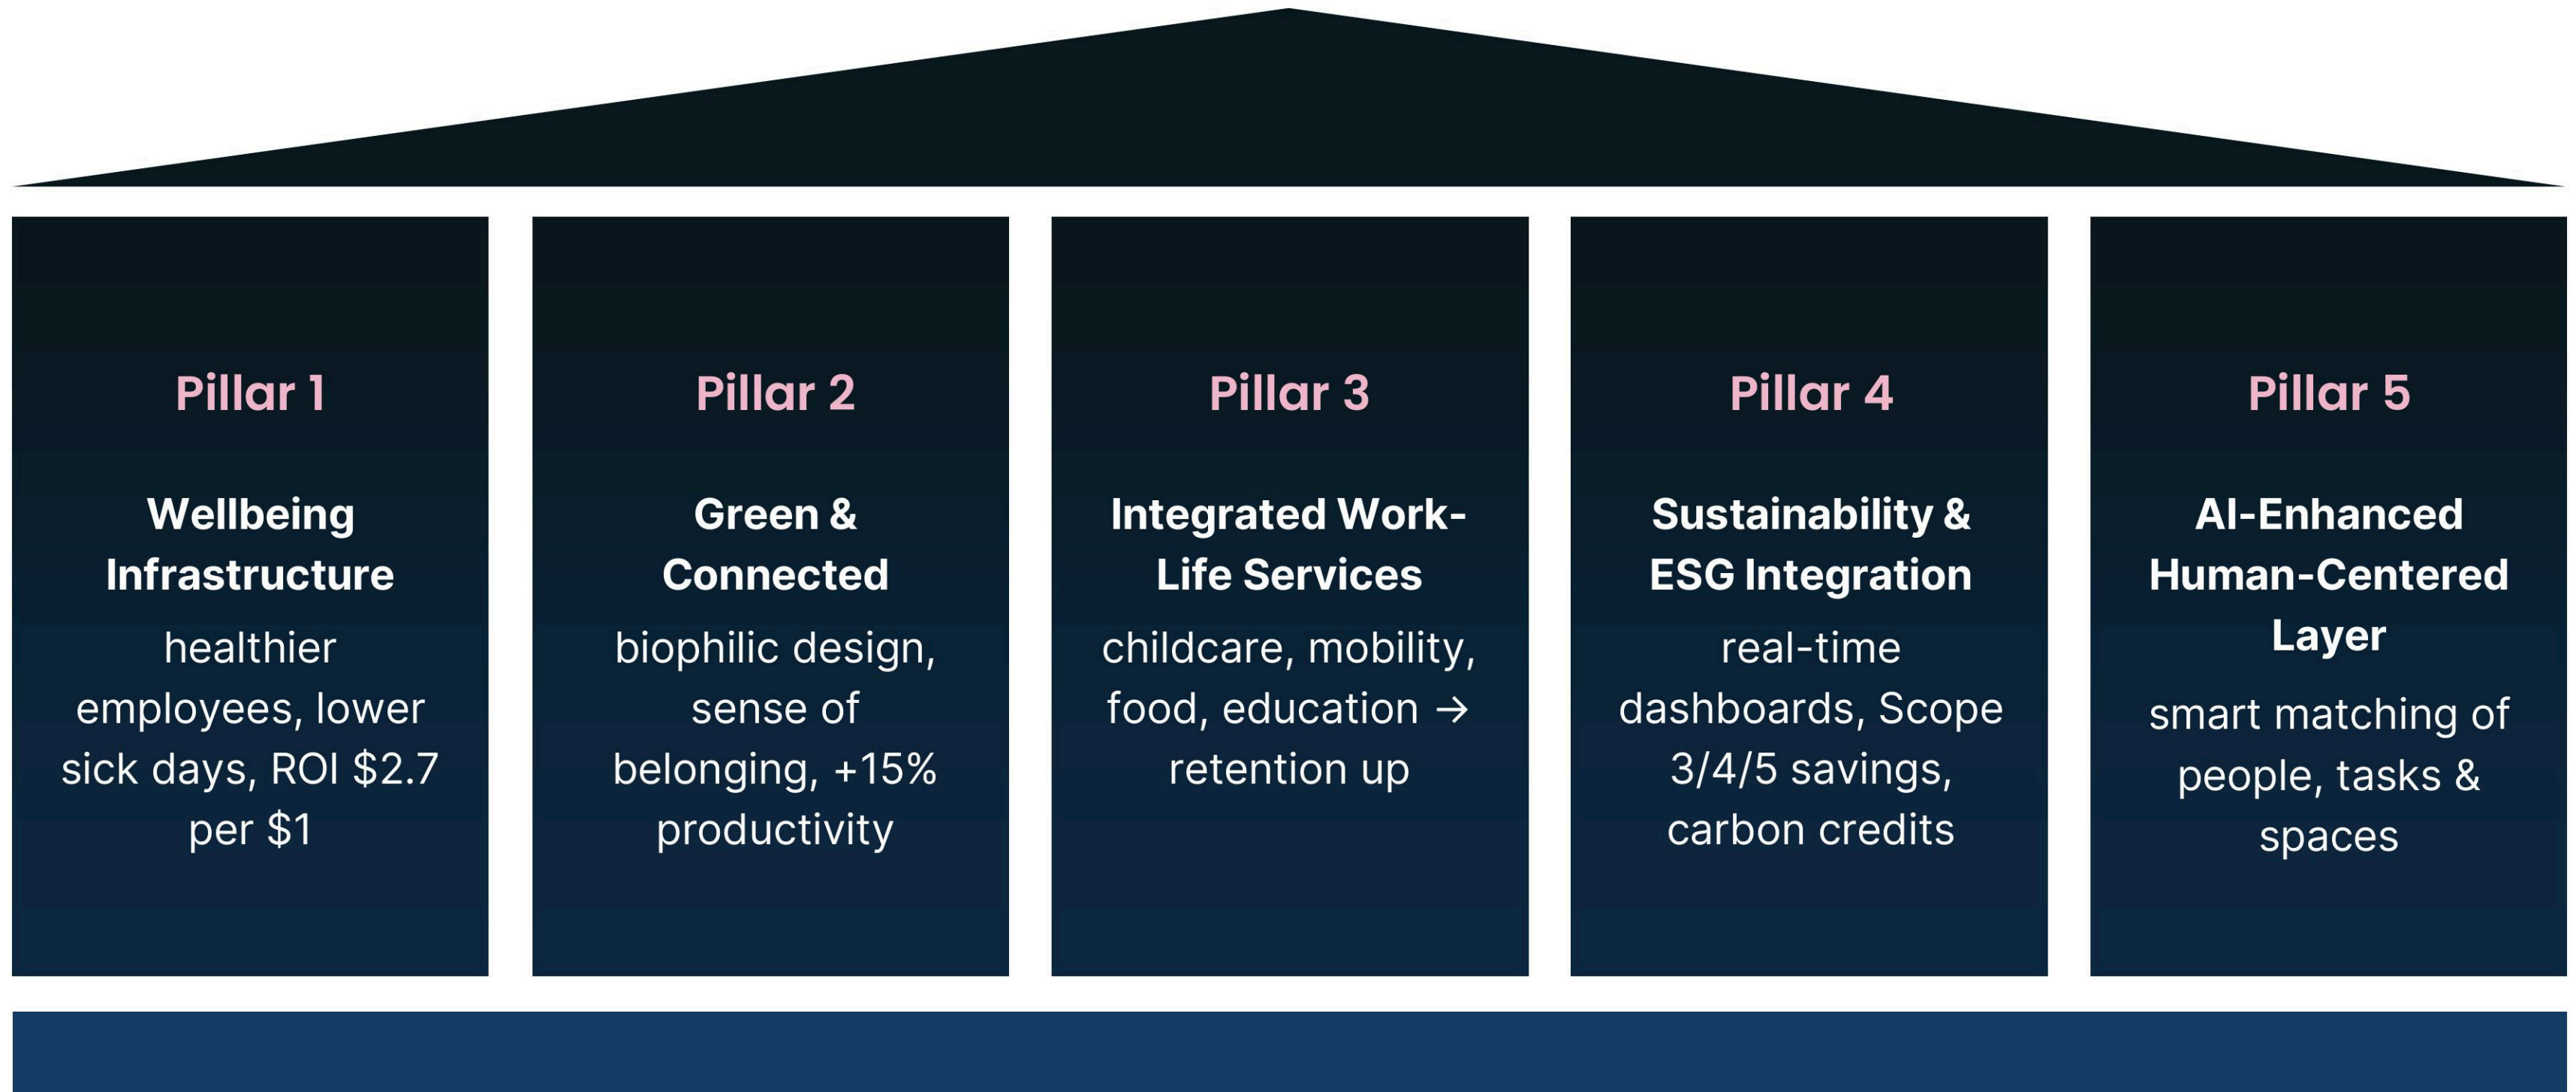 Pillar 1
Wellbeing
Infrastructure
healthier
employees, lower
sick days, ROI $2.7
per $1
Pillar 2
Green &
Connected
biophilic design,
sense of
belonging, +15%
productivity
Pillar 3
Integrated Work-
Life Services
childcare, mobility,
food, education →
retention up
Pillar 4
Sustainability &
ESG Integration
real-time
dashboards, Scope
3/4/5 savings,
carbon credits
Pillar 5
AI-Enhanced
Human-Centered
Layer
smart matching of
people, tasks &
spaces